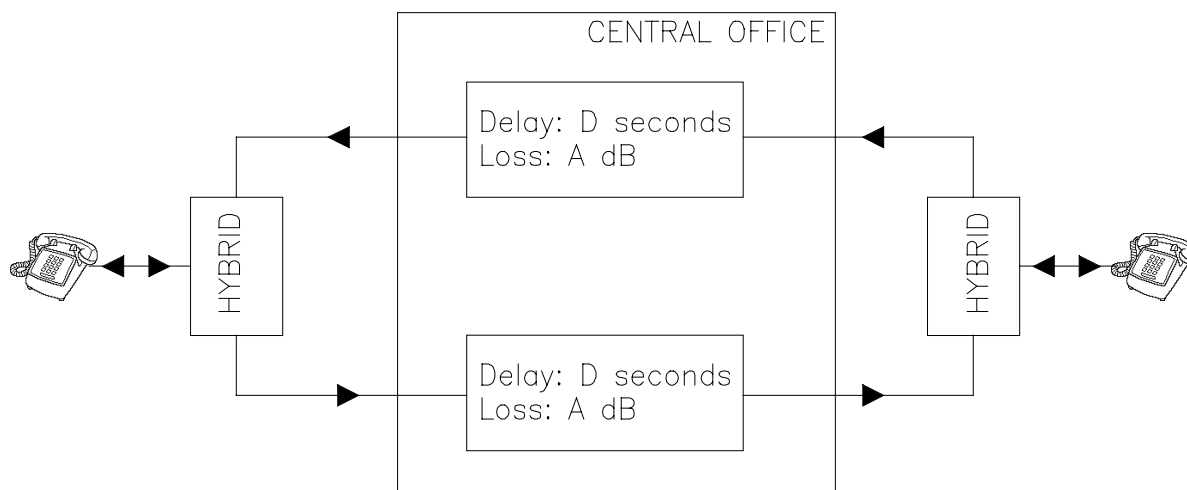 CENTRAL OFFICE
Delay: D seconds
Loss: A dB
HYBRID
HYBRID
Delay: D seconds
Loss: A dB